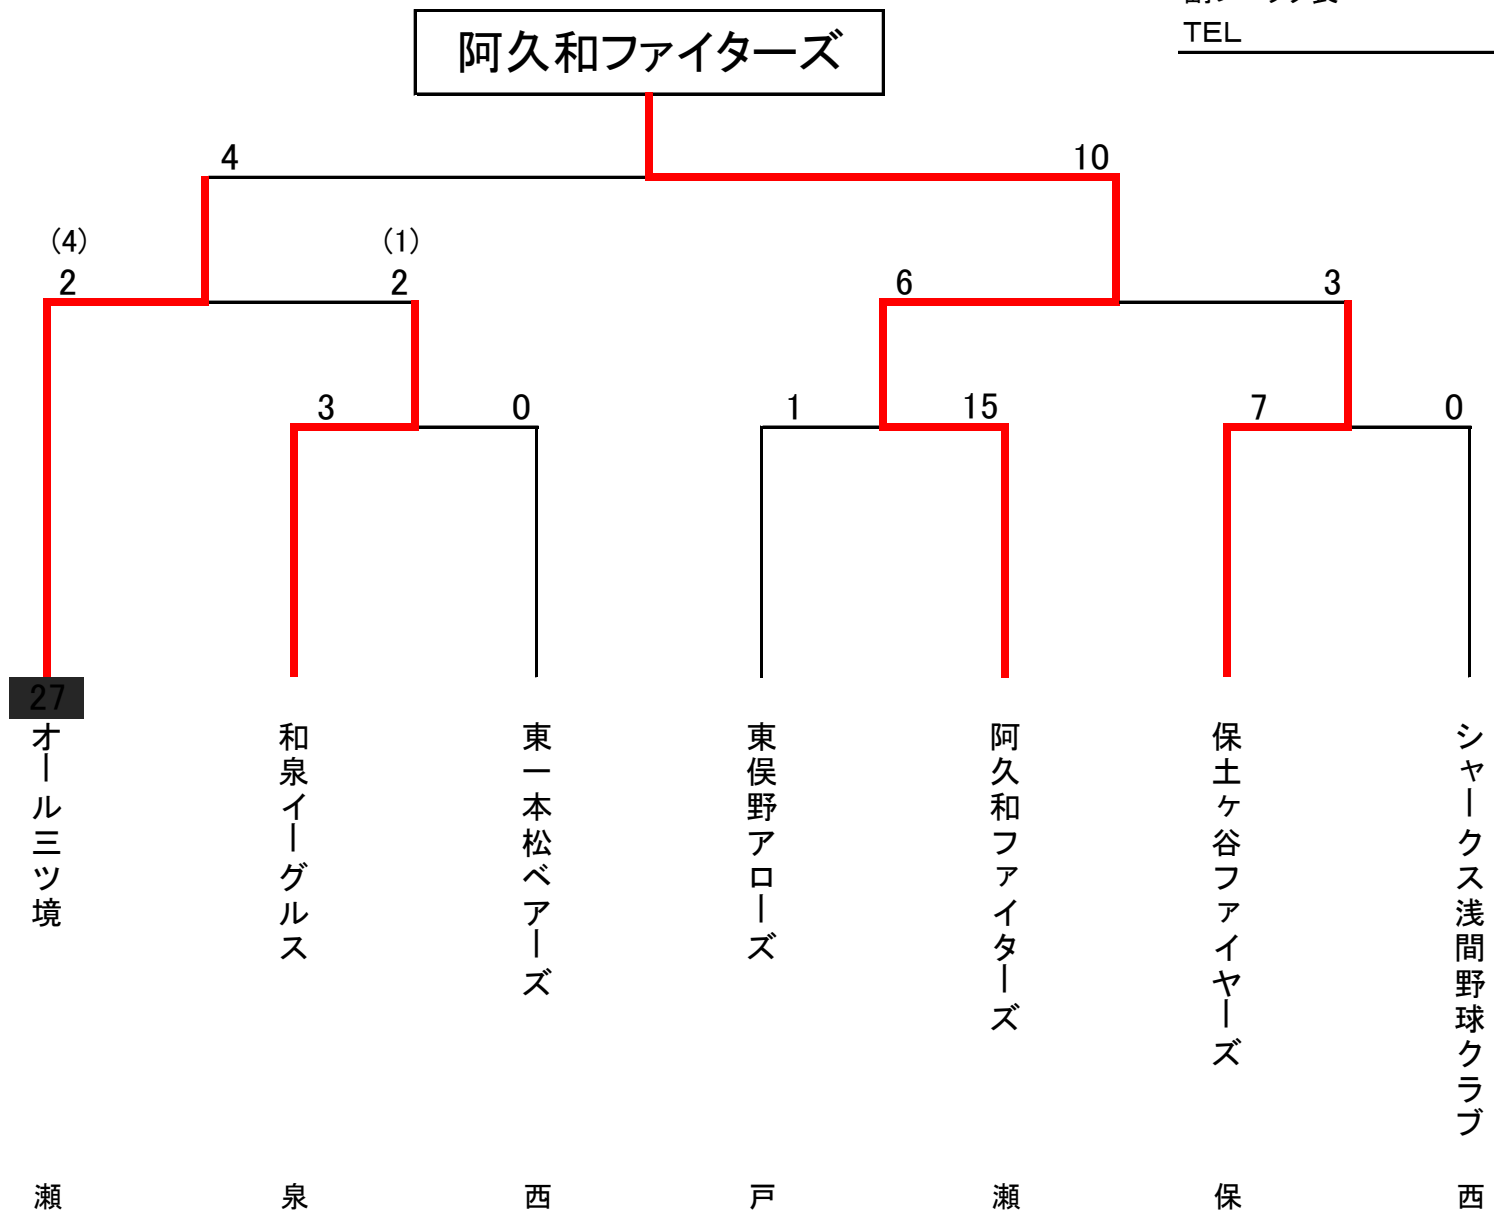 TEL
阿久和ファイターズ
4
10
(4)
(1)
2
2
6
3
3
0
1
15
7
0
27
オール三ツ境
和泉イーグルス
東一本松ベアーズ
東俣野アローズ
阿久和ファイターズ
保土ヶ谷ファイヤーズ
シャークス浅間野球クラブ
瀬
泉
西
戸
瀬
保
西